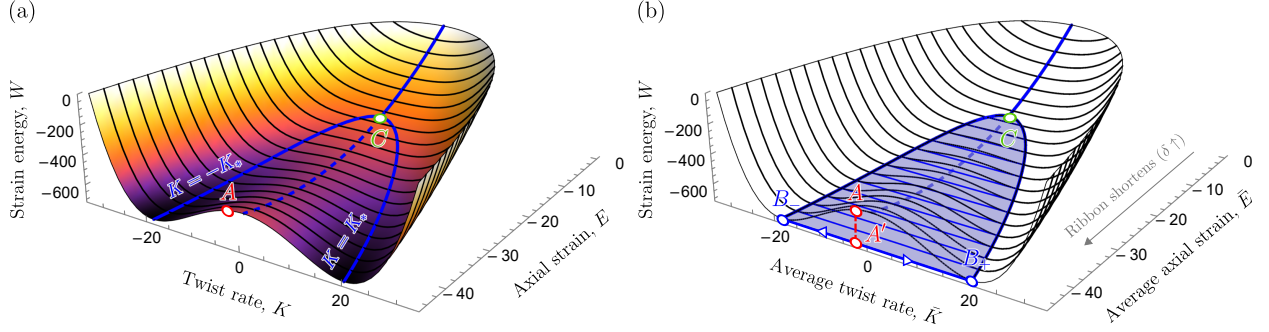 (a)
0
−200
−400
−600
Strain energy, W
K = −K*
K = K*
A
C
−20
0
20
Twist rate, K
0
−10
−20
−30
−40
Axial strain, E
(b)
0
−200
−400
−600
Strain energy, W
B_
A
A′
B+
C
−20
0
20
Average twist rate, K̄
Ribbon shortens (δ ↑)
0
−10
−20
−30
−40
Average axial strain, Ē